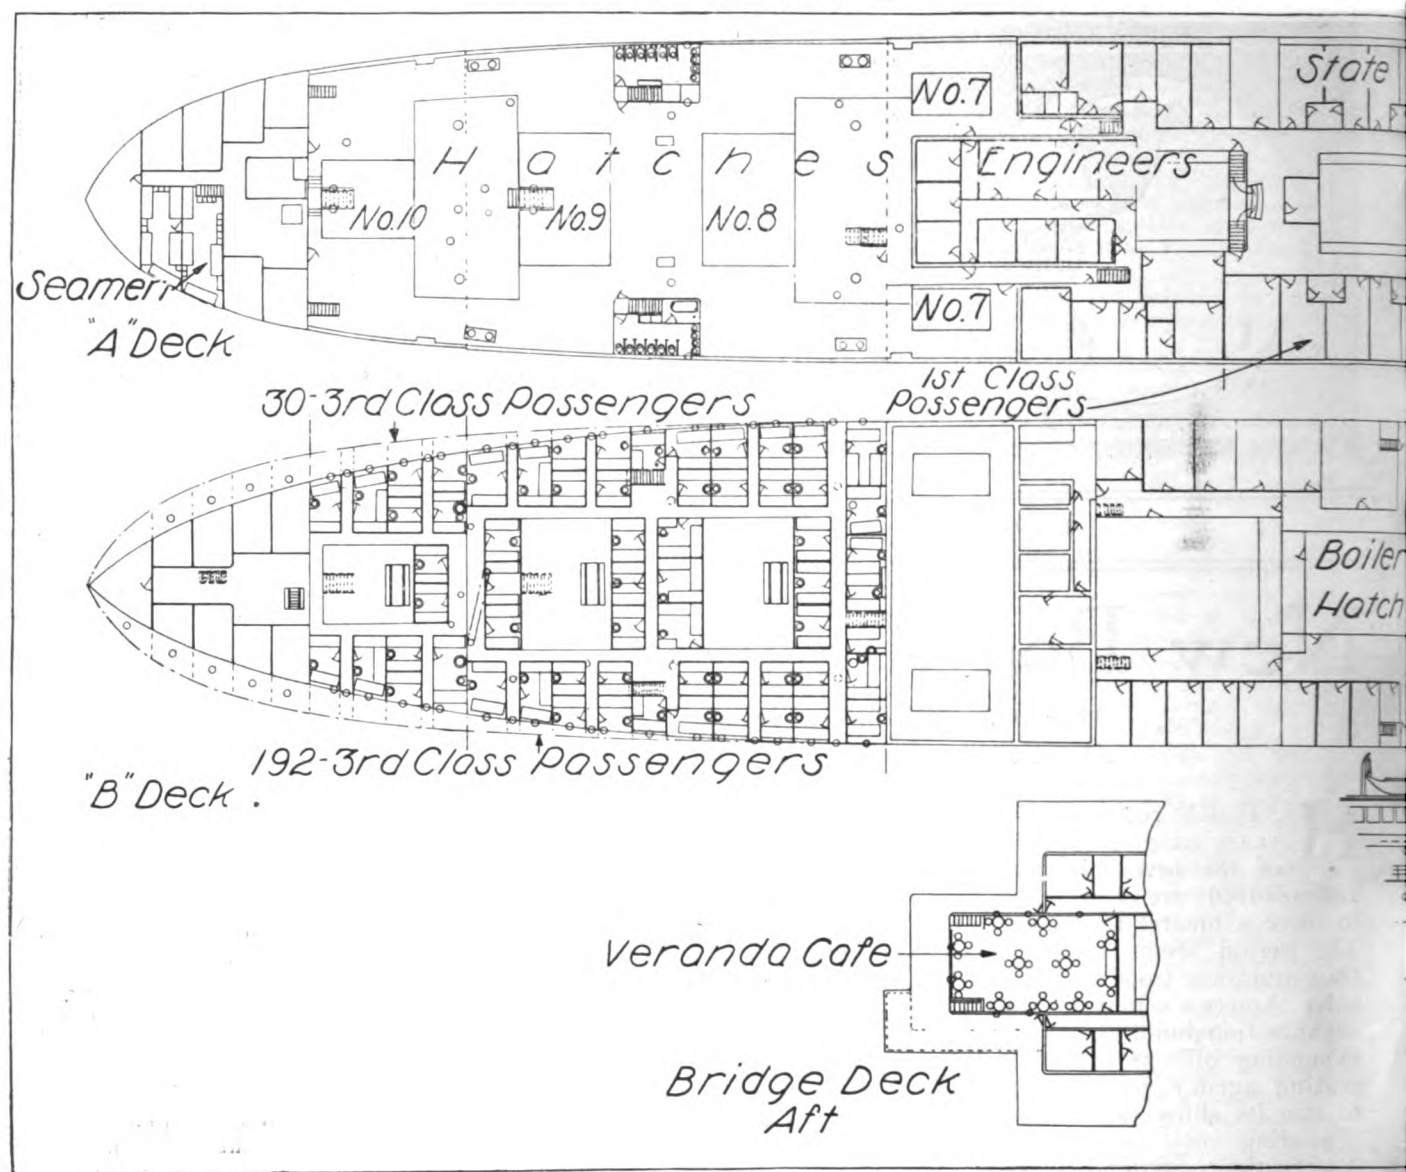 State
No.7
Hatches
Engineers
No.10
No.9
No.8
Seamen
No.7
"A" Deck
1st Class
Passengers
30-3rd Class Passengers
Boiler
Hatch
192-3rd Class Passengers
"B" Deck.
Veranda Cafe
Bridge Deck
Aft